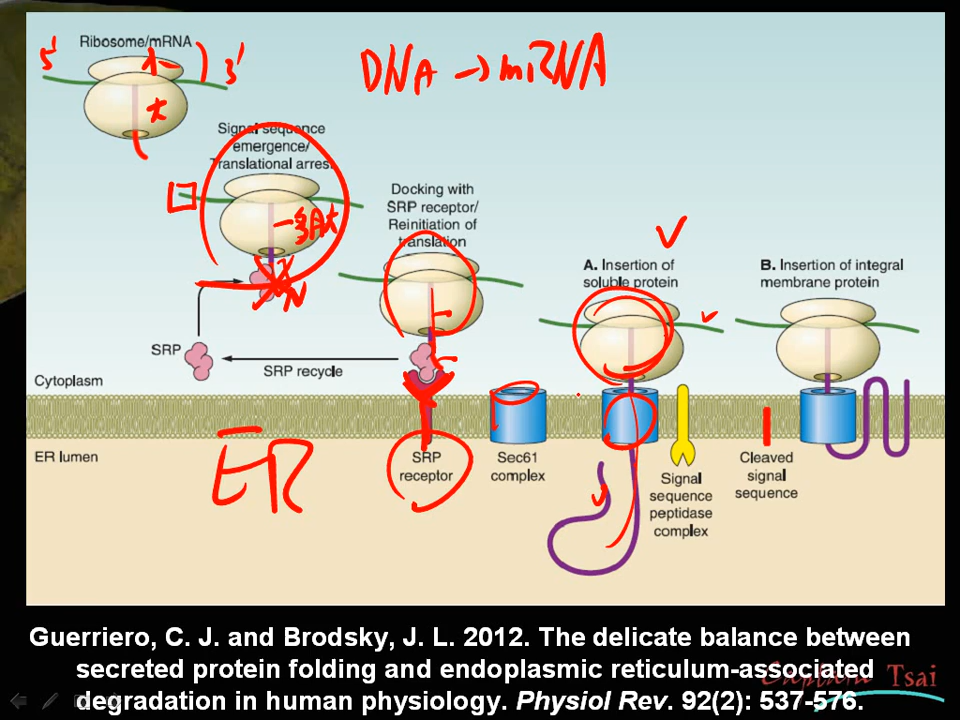 Ribosome/mRNA
5'
3'
DNA → mRNA
Signal sequence
emergence/
Translational arrest
Docking with
SRP receptor/
Reinitiation of
translation
A. Insertion of
soluble protein
B. Insertion of integral
membrane protein
SRP
SRP recycle
Cytoplasm
ER lumen
ER
SRP
receptor
Sec61
complex
Signal
sequence
peptidase
complex
Cleaved
signal
sequence
Guerriero, C. J. and Brodsky, J. L. 2012. The delicate balance between
secreted protein folding and endoplasmic reticulum-associated
degradation in human physiology. Physiol Rev. 92(2): 537-576.
Tsai